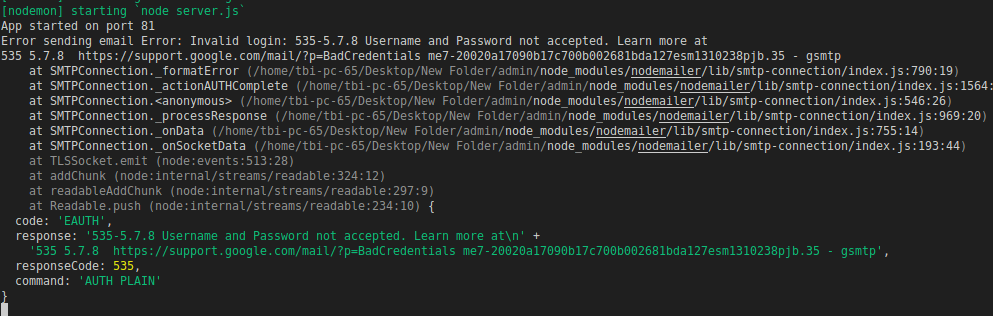 [nodemon] starting `node server.js`
App started on port 81
Error sending email Error: Invalid login: 535-5.7.8 Username and Password not accepted. Learn more at
535 5.7.8  https://support.google.com/mail/?p=BadCredentials me7-20020a17090b17c700b002681bda127esm1310238pjb.35 - gsmtp
    at SMTPConnection._formatError (/home/tbi-pc-65/Desktop/New Folder/admin/node_modules/nodemailer/lib/smtp-connection/index.js:790:19)
    at SMTPConnection._actionAUTHComplete (/home/tbi-pc-65/Desktop/New Folder/admin/node_modules/nodemailer/lib/smtp-connection/index.js:1564:
    at SMTPConnection.<anonymous> (/home/tbi-pc-65/Desktop/New Folder/admin/node_modules/nodemailer/lib/smtp-connection/index.js:546:26)
    at SMTPConnection._processResponse (/home/tbi-pc-65/Desktop/New Folder/admin/node_modules/nodemailer/lib/smtp-connection/index.js:969:20)
    at SMTPConnection._onData (/home/tbi-pc-65/Desktop/New Folder/admin/node_modules/nodemailer/lib/smtp-connection/index.js:755:14)
    at SMTPConnection._onSocketData (/home/tbi-pc-65/Desktop/New Folder/admin/node_modules/nodemailer/lib/smtp-connection/index.js:193:44)
    at TLSSocket.emit (node:events:513:28)
    at addChunk (node:internal/streams/readable:324:12)
    at readableAddChunk (node:internal/streams/readable:297:9)
    at Readable.push (node:internal/streams/readable:234:10) {
  code: 'EAUTH',
  response: '535-5.7.8 Username and Password not accepted. Learn more at\n' +
    '535 5.7.8  https://support.google.com/mail/?p=BadCredentials me7-20020a17090b17c700b002681bda127esm1310238pjb.35 - gsmtp',
  responseCode: 535,
  command: 'AUTH PLAIN'
}